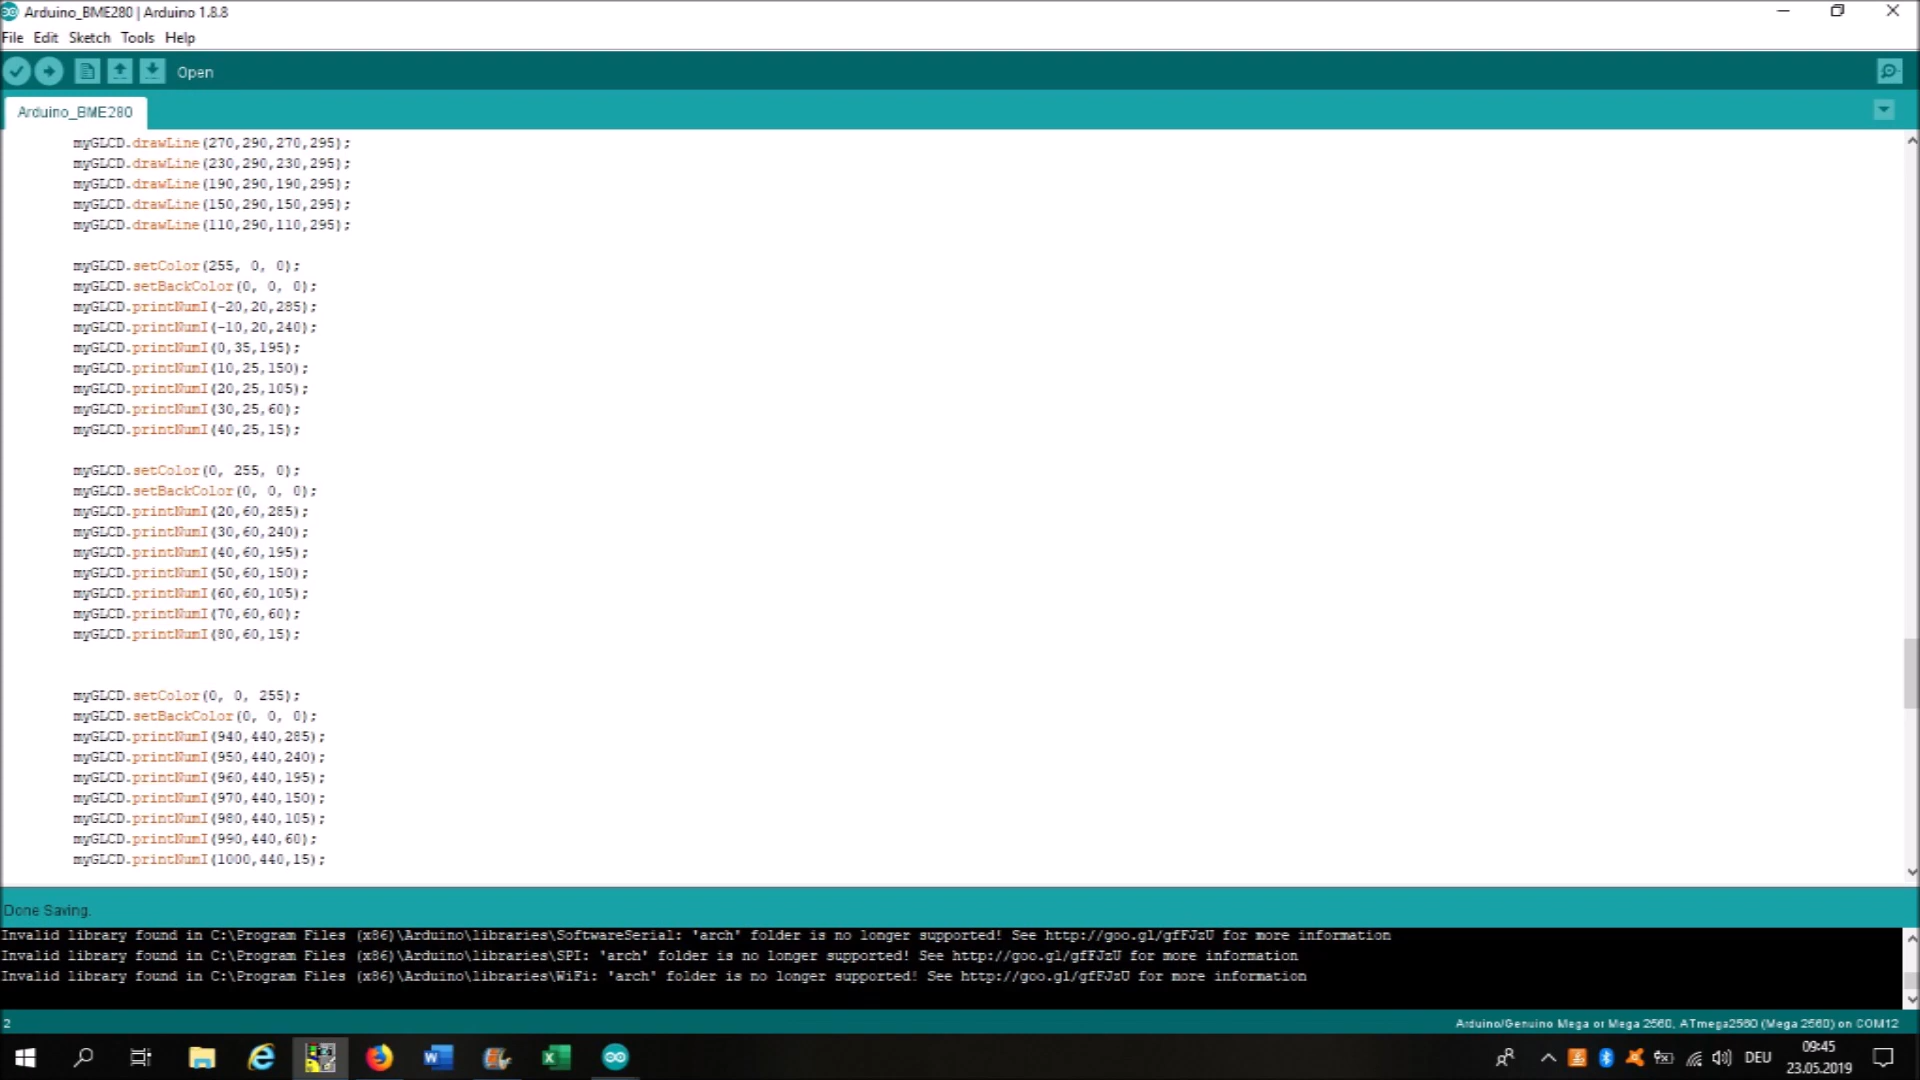 Arduino_BME280 | Arduino 1.8.8
File Edit Sketch Tools Help
Open
Arduino_BME280
myGLCD.drawLine(270,290,270,295);
myGLCD.drawLine(230,290,230,295);
myGLCD.drawLine(190,290,190,295);
myGLCD.drawLine(150,290,150,295);
myGLCD.drawLine(110,290,110,295);
myGLCD.setColor(255, 0, 0);
myGLCD.setBackColor(0, 0, 0);
myGLCD.printNumI(-20,20,285);
myGLCD.printNumI(-10,20,240);
myGLCD.printNumI(0,35,195);
myGLCD.printNumI(10,25,150);
myGLCD.printNumI(20,25,105);
myGLCD.printNumI(30,25,60);
myGLCD.printNumI(40,25,15);
myGLCD.setColor(0, 255, 0);
myGLCD.setBackColor(0, 0, 0);
myGLCD.printNumI(20,60,285);
myGLCD.printNumI(30,60,240);
myGLCD.printNumI(40,60,195);
myGLCD.printNumI(50,60,150);
myGLCD.printNumI(60,60,105);
myGLCD.printNumI(70,60,60);
myGLCD.printNumI(80,60,15);
myGLCD.setColor(0, 0, 255);
myGLCD.setBackColor(0, 0, 0);
myGLCD.printNumI(940,440,285);
myGLCD.printNumI(950,440,240);
myGLCD.printNumI(960,440,195);
myGLCD.printNumI(970,440,150);
myGLCD.printNumI(980,440,105);
myGLCD.printNumI(990,440,60);
myGLCD.printNumI(1000,440,15);
Done Saving.
Invalid library found in C:\Program Files (x86)\Arduino\libraries\SoftwareSerial: 'arch' folder is no longer supported! See http://goo.gl/gfFJzU for more information
Invalid library found in C:\Program Files (x86)\Arduino\libraries\SPI: 'arch' folder is no longer supported! See http://goo.gl/gfFJzU for more information
Invalid library found in C:\Program Files (x86)\Arduino\libraries\WiFi: 'arch' folder is no longer supported! See http://goo.gl/gfFJzU for more information
2
Arduino/Genuino Mega or Mega 2560, ATmega2560 (Mega 2560) on COM12
DEU
09:45
23.05.2019